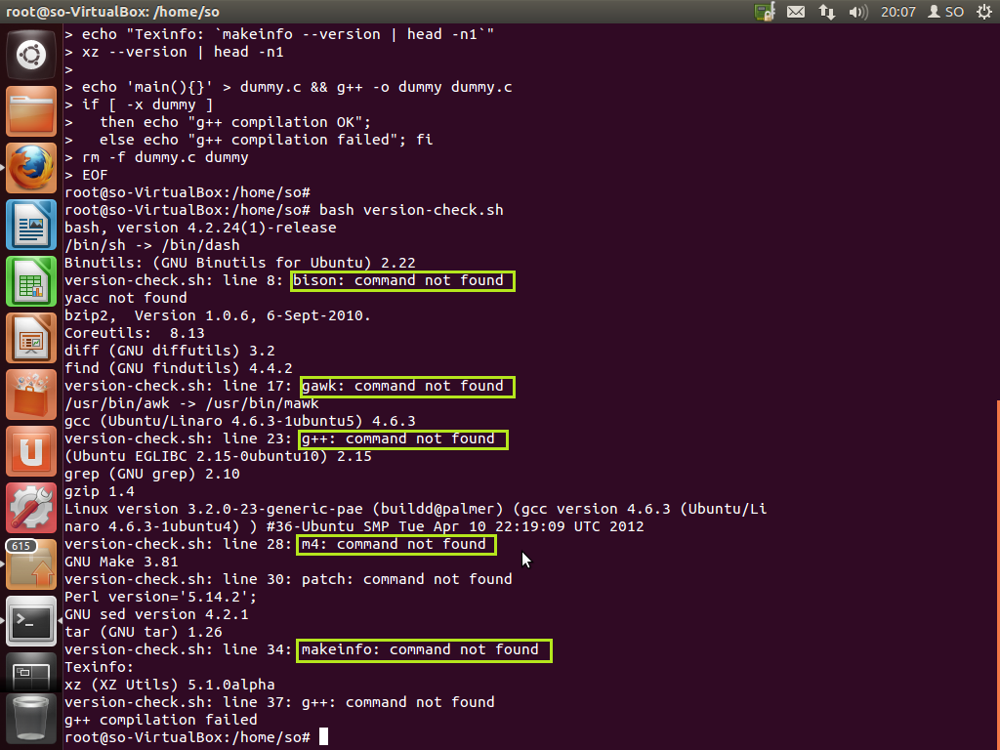 root@so-VirtualBox: /home/so
20:07
SO
> echo "Texinfo: `makeinfo --version | head -n1`"
> xz --version | head -n1
>
> echo 'main(){}' > dummy.c && g++ -o dummy dummy.c
> if [ -x dummy ]
>   then echo "g++ compilation OK";
>   else echo "g++ compilation failed"; fi
> rm -f dummy.c dummy
> EOF
root@so-VirtualBox:/home/so#
root@so-VirtualBox:/home/so# bash version-check.sh
bash, version 4.2.24(1)-release
/bin/sh -> /bin/dash
Binutils: (GNU Binutils for Ubuntu) 2.22
version-check.sh: line 8: bison: command not found
yacc not found
bzip2,  Version 1.0.6, 6-Sept-2010.
Coreutils:  8.13
diff (GNU diffutils) 3.2
find (GNU findutils) 4.4.2
version-check.sh: line 17: gawk: command not found
/usr/bin/awk -> /usr/bin/mawk
gcc (Ubuntu/Linaro 4.6.3-1ubuntu5) 4.6.3
version-check.sh: line 23: g++: command not found
(Ubuntu EGLIBC 2.15-0ubuntu10) 2.15
grep (GNU grep) 2.10
gzip 1.4
Linux version 3.2.0-23-generic-pae (buildd@palmer) (gcc version 4.6.3 (Ubuntu/Li
naro 4.6.3-1ubuntu4) ) #36-Ubuntu SMP Tue Apr 10 22:19:09 UTC 2012
version-check.sh: line 28: m4: command not found
GNU Make 3.81
version-check.sh: line 30: patch: command not found
Perl version='5.14.2';
GNU sed version 4.2.1
tar (GNU tar) 1.26
version-check.sh: line 34: makeinfo: command not found
Texinfo:
xz (XZ Utils) 5.1.0alpha
version-check.sh: line 37: g++: command not found
g++ compilation failed
root@so-VirtualBox:/home/so#
615